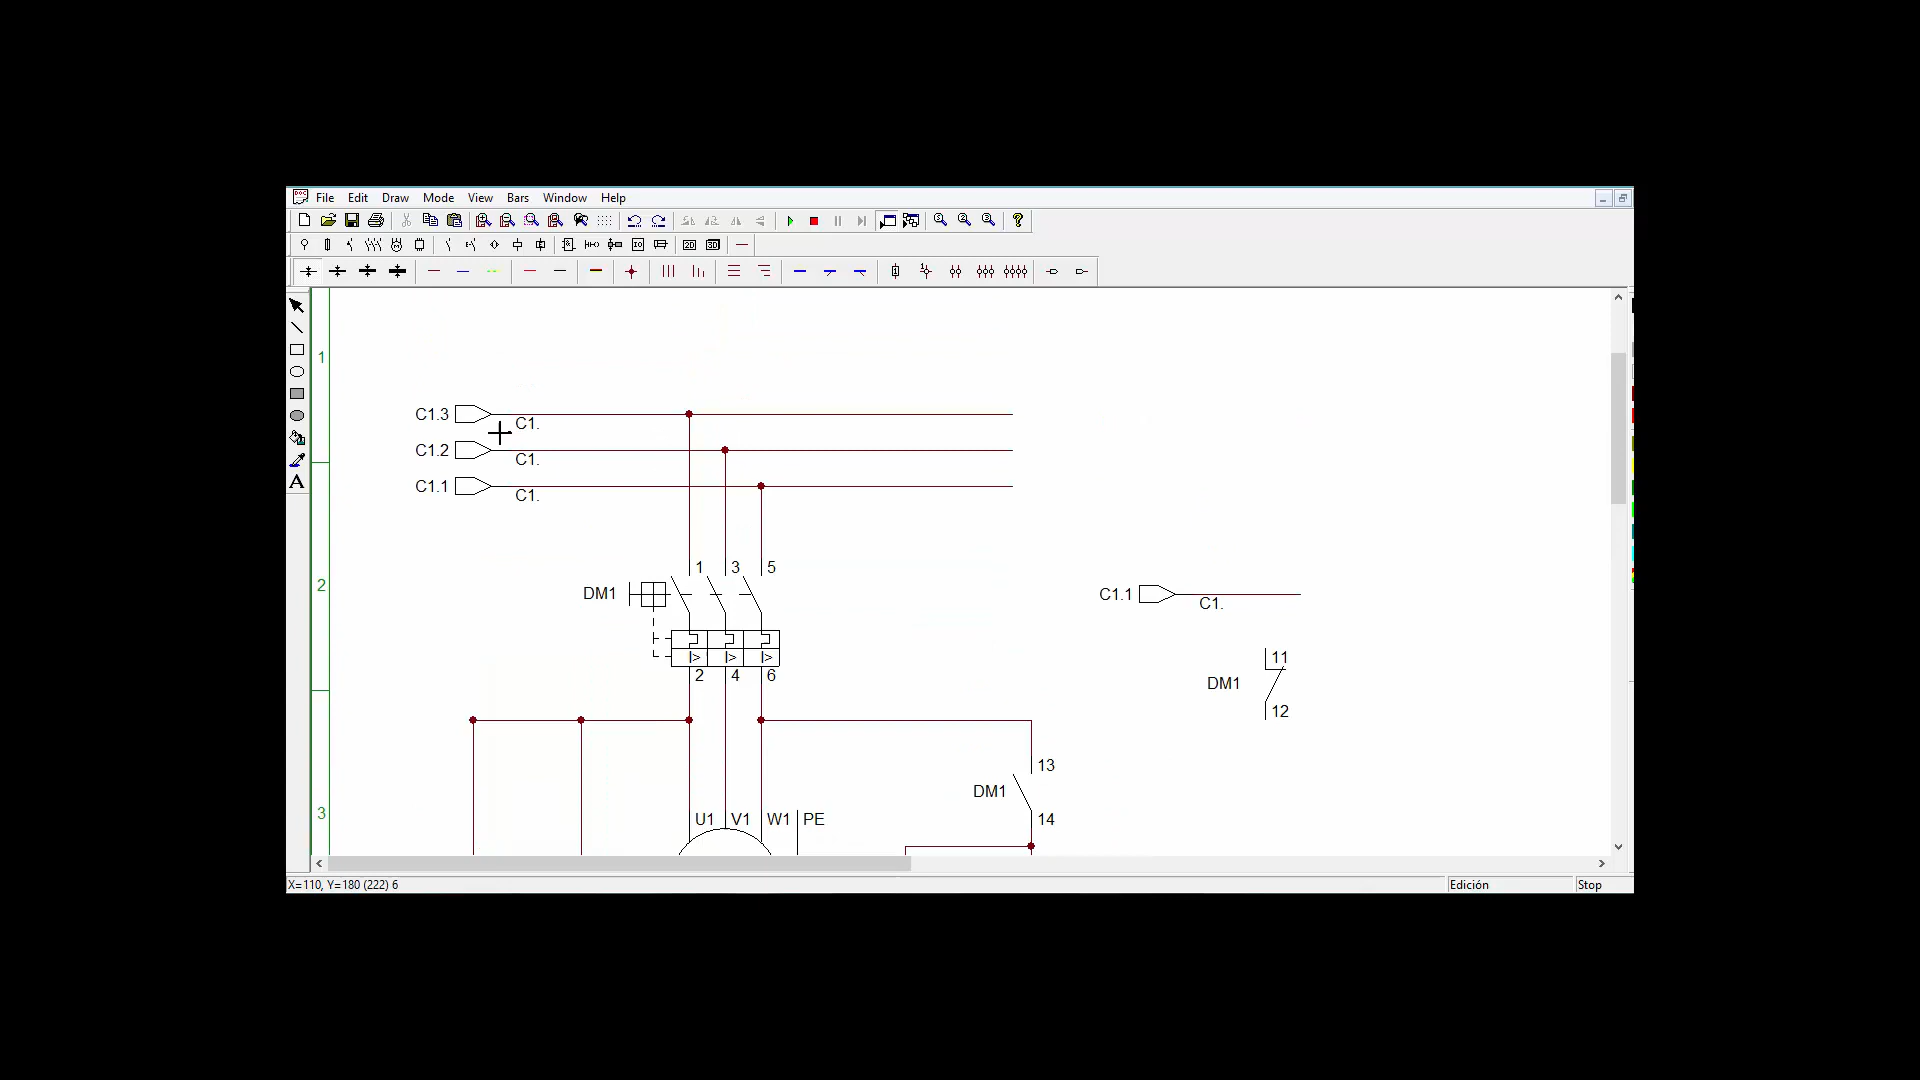 File Edit Draw Mode View Bars Window Help
1
C1.3 C1.
C1.2 C1.
C1.1 C1.
1 3 5
2 DM1 C1.1 C1.
I> I> I>
2 4 6
11
DM1
12
13
DM1
14
3 U1 V1 W1 PE
X=110, Y=180 (222) 6 Edición Stop